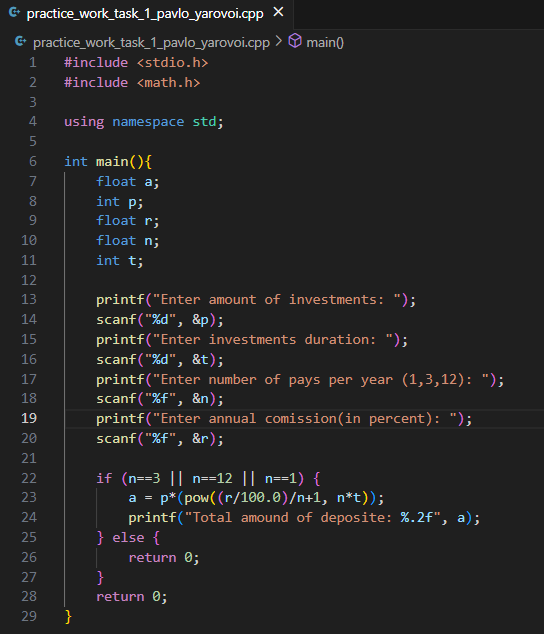 practice_work_task_1_pavlo_yarovoi.cpp ×
practice_work_task_1_pavlo_yarovoi.cpp > main()
1 #include <stdio.h>
2 #include <math.h>
3
4 using namespace std;
5
6 int main(){
7 float a;
8 int p;
9 float r;
10 float n;
11 int t;
12
13 printf("Enter amount of investments: ");
14 scanf("%d", &p);
15 printf("Enter investments duration: ");
16 scanf("%d", &t);
17 printf("Enter number of pays per year (1,3,12): ");
18 scanf("%f", &n);
19 printf("Enter annual comission(in percent): ");
20 scanf("%f", &r);
21
22 if (n==3 || n==12 || n==1) {
23 a = p*(pow((r/100.0)/n+1, n*t));
24 printf("Total amound of deposite: %.2f", a);
25 } else {
26 return 0;
27 }
28 return 0;
29 }